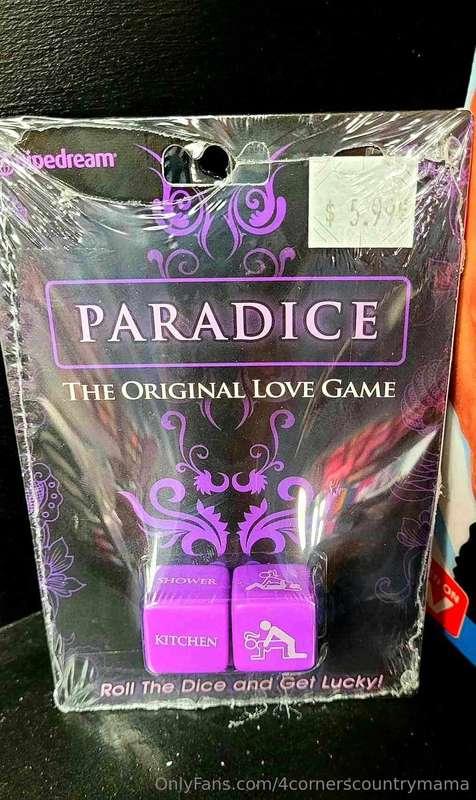 pipedream
$ 5.99
PARADICE
THE ORIGINAL LOVE GAME
SHOWER
KITCHEN
Roll The Dice and Get Lucky!
OnlyFans.com/4cornerscountrymama